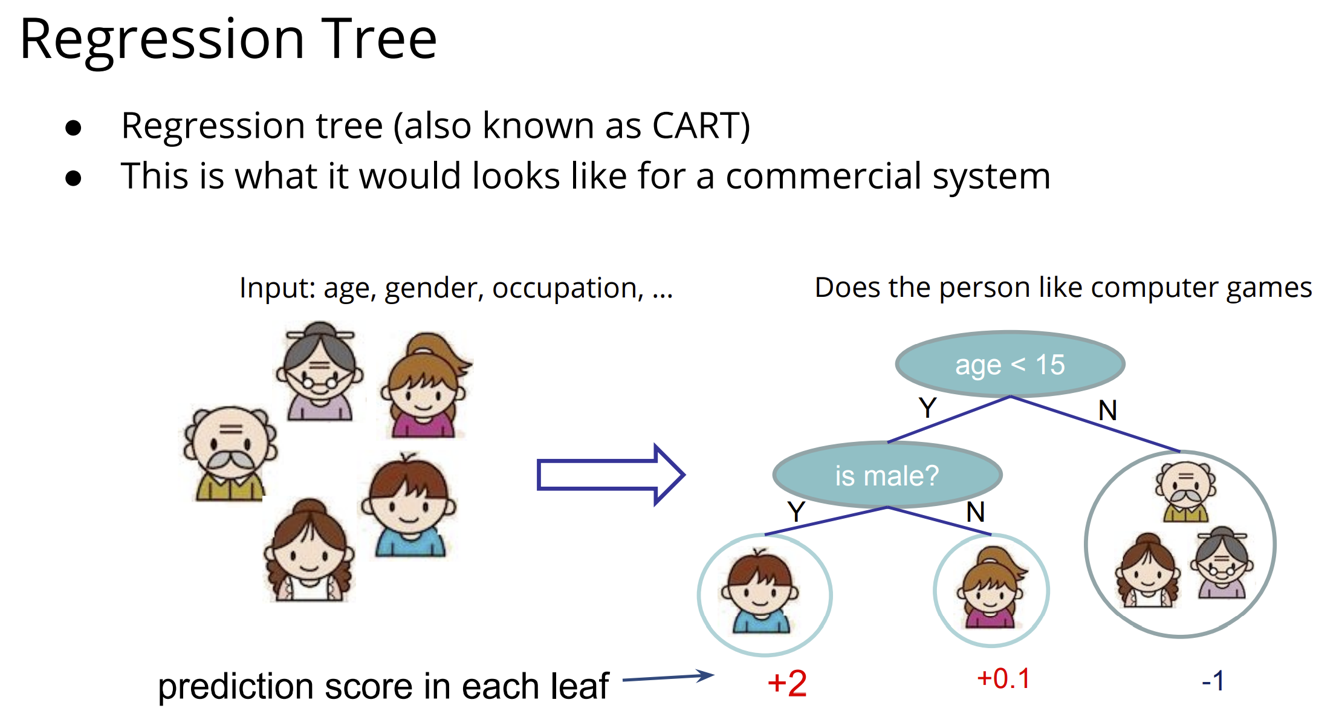 Regression Tree
● Regression tree (also known as CART)
● This is what it would looks like for a commercial system
Input: age, gender, occupation, ...
Does the person like computer games
age < 15
Y
N
is male?
Y
N
prediction score in each leaf
+2
+0.1
-1